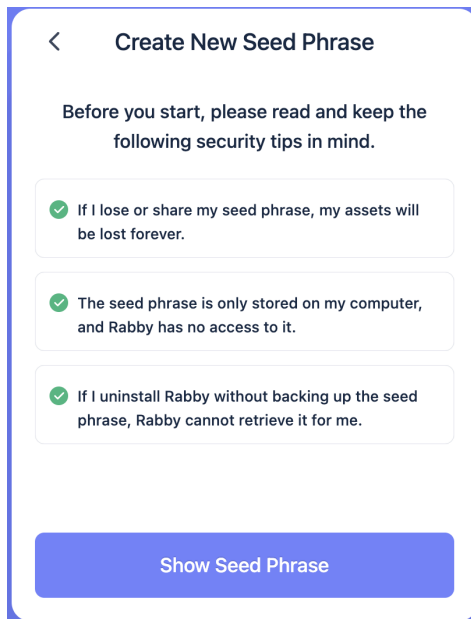 Create New Seed Phrase
Before you start, please read and keep the
following security tips in mind.
If I lose or share my seed phrase, my assets will
be lost forever.
The seed phrase is only stored on my computer,
and Rabby has no access to it.
If I uninstall Rabby without backing up the seed
phrase, Rabby cannot retrieve it for me.
Show Seed Phrase